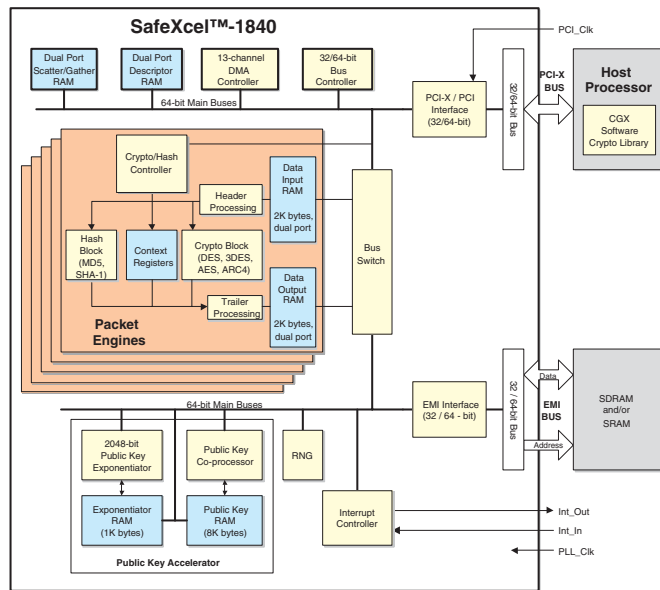 SafeXcel™-1840
Dual Port
Scatter/Gather
RAM
Dual Port
Descriptor
RAM
13-channel
DMA
Controller
32/64-bit
Bus
Controller
PCI_Clk
64-bit Main Buses
PCI-X / PCI
Interface
(32/64-bit)
32/64-bit Bus
PCI-X
BUS
Host
Processor
CGX
Software
Crypto Library
Crypto/Hash
Controller
Header
Processing
Data
Input
RAM
2K bytes,
dual port
Hash
Block
(MD5,
SHA-1)
Context
Registers
Crypto Block
(DES, 3DES,
AES, ARC4)
Bus
Switch
Trailer
Processing
Data
Output
RAM
2K bytes,
dual port
Packet
Engines
64-bit Main Buses
EMI Interface
(32 / 64 - bit)
32 / 64-bit Bus
Data
EMI
BUS
Address
SDRAM
and/or
SRAM
2048-bit
Public Key
Exponentiator
Public Key
Co-processor
RNG
Exponentiator
RAM
(1K bytes)
Public Key
RAM
(8K bytes)
Public Key Accelerator
Interrupt
Controller
Int_Out
Int_In
PLL_Clk